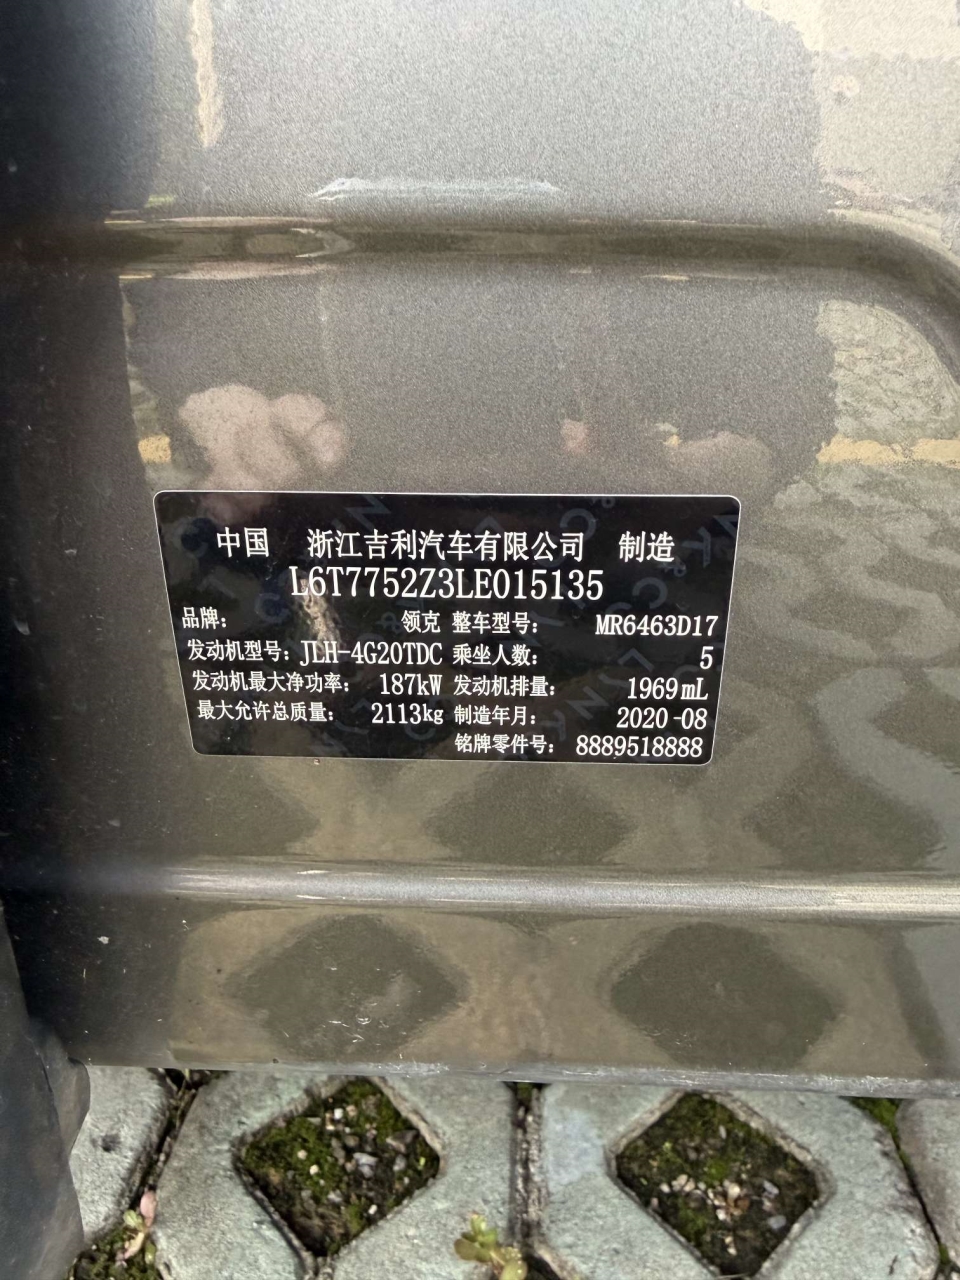 中国 浙江吉利汽车有限公司 制造
L6T7752Z3LE015135
品牌： 领克 整车型号： MR6463D17
发动机型号：JLH-4G20TDC 乘坐人数： 5
发动机最大净功率： 187kW 发动机排量： 1969mL
最大允许总质量： 2113kg 制造年月： 2020-08
铭牌零件号： 8889518888